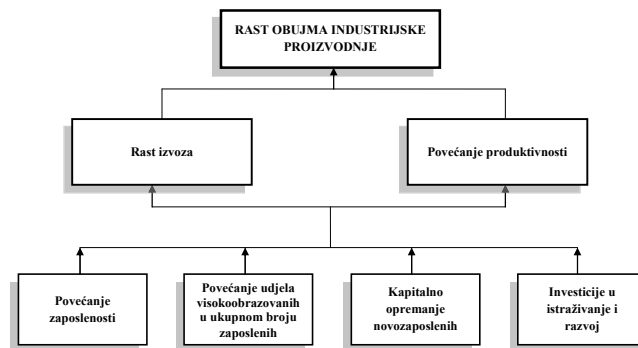 RAST OBUJMA INDUSTRIJSKE
PROIZVODNJE
Rast izvoza
Povećanje produktivnosti
Povećanje
zaposlenosti
Povećanje udjela
visokoobrazovanih
u ukupnom broju
zaposlenih
Kapitalno
opremanje
novozaposlenih
Investicije u
istraživanje i
razvoj